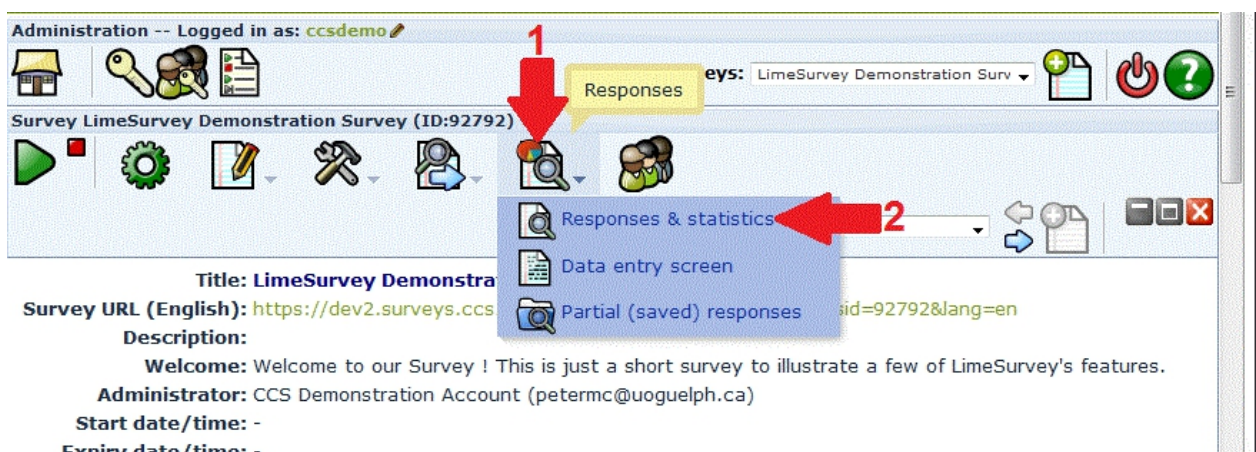 Administration -- Logged in as: ccsdemo
1
Responses
eys: LimeSurvey Demonstration Surv
Survey LimeSurvey Demonstration Survey (ID:92792)
Responses & statistics
2
Data entry screen
Partial (saved) responses
Title: LimeSurvey Demonstra
Survey URL (English): https://dev2.surveys.ccs. sid=92792&lang=en
Description:
Welcome: Welcome to our Survey ! This is just a short survey to illustrate a few of LimeSurvey's features.
Administrator: CCS Demonstration Account (petermc@uoguelph.ca)
Start date/time: -
Expiry date/time: -